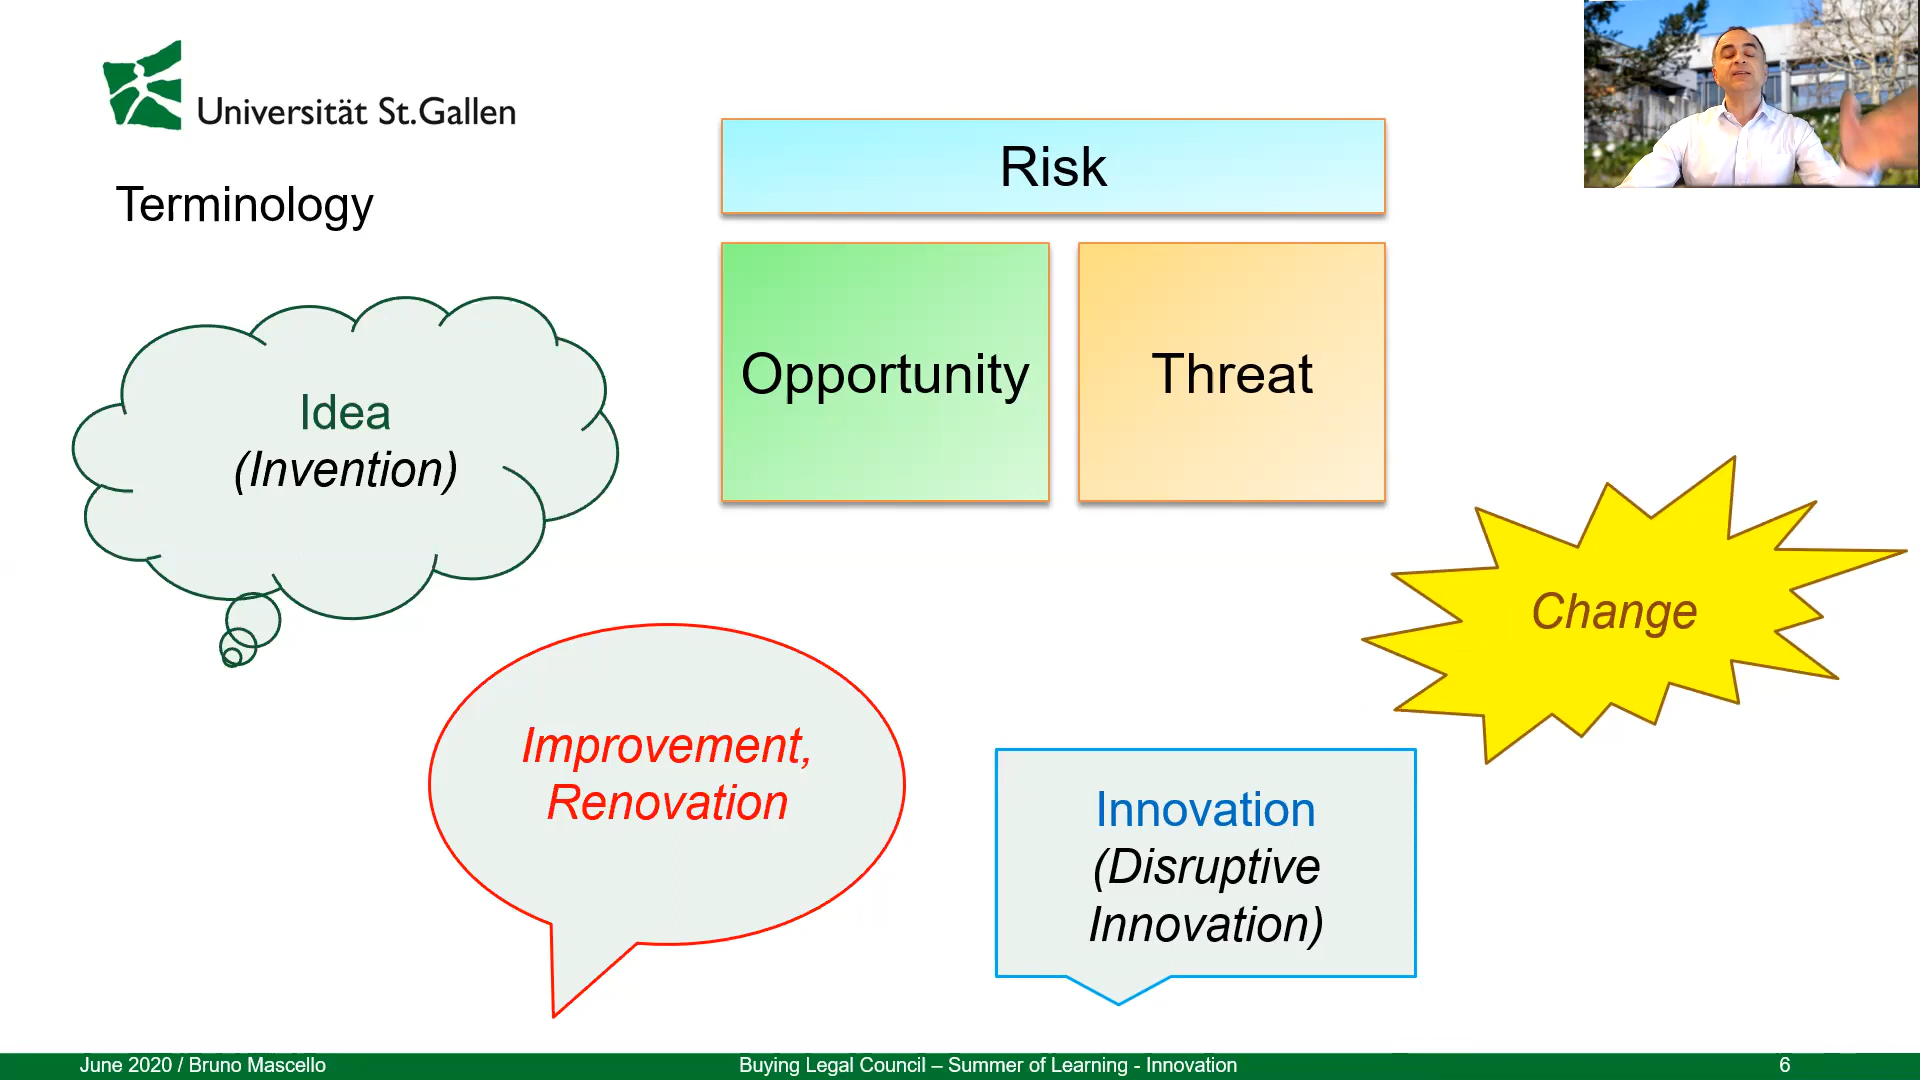 Universität St.Gallen
Terminology
Risk
Opportunity
Threat
Idea
(Invention)
Change
Improvement,
Renovation
Innovation
(Disruptive
Innovation)
June 2020 / Bruno Mascello
Buying Legal Council – Summer of Learning - Innovation
6